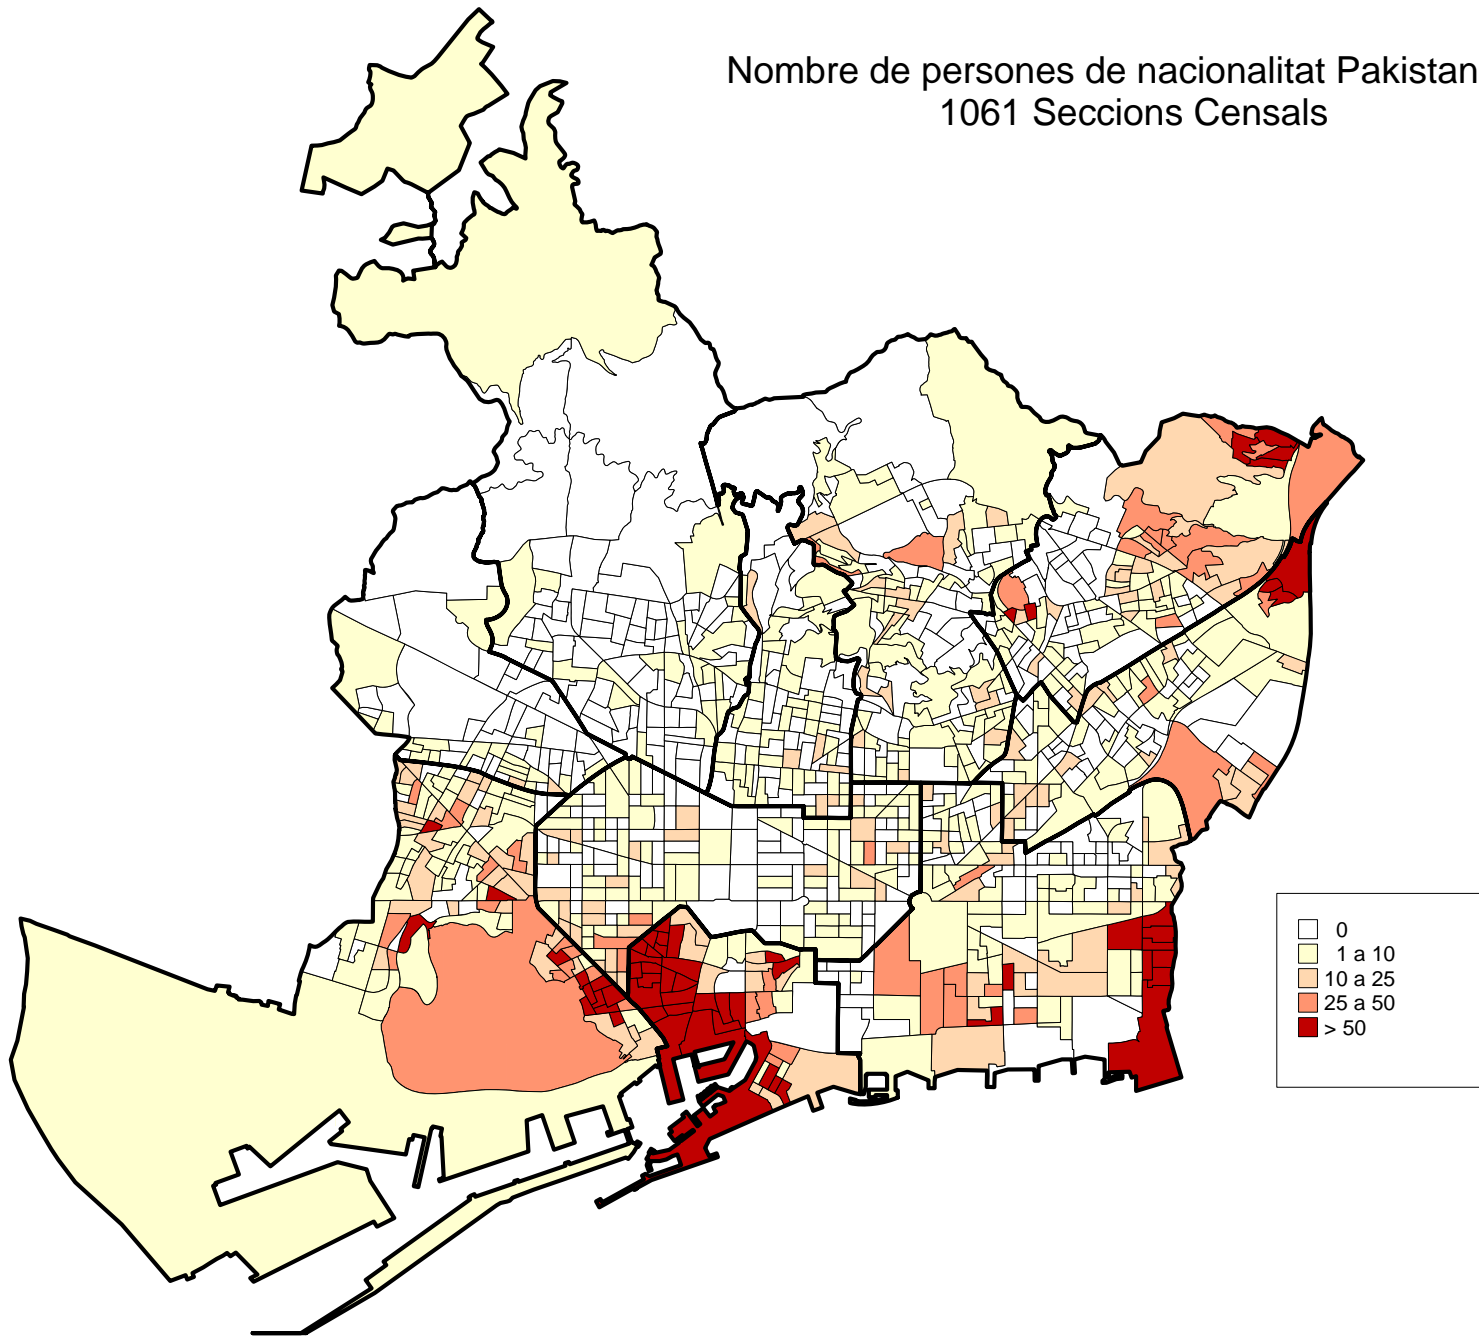 Nombre de persones de nacionalitat Pakistan
1061 Seccions Censals
0
1 a 10
10 a 25
25 a 50
> 50